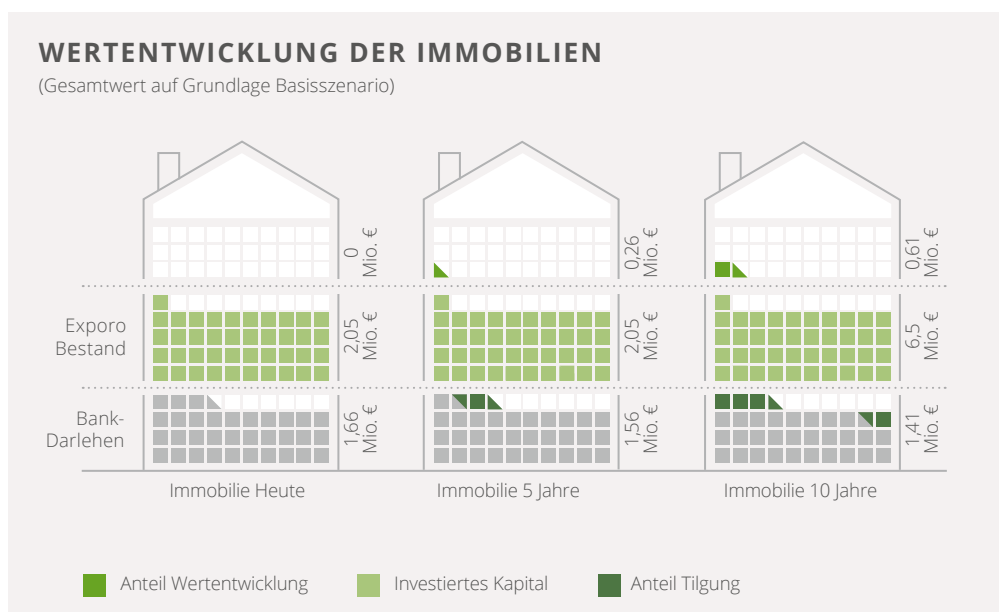 WERTENTWICKLUNG DER IMMOBILIEN
(Gesamtwert auf Grundlage Basisszenario)
0
Mio. €
0,26
Mio. €
0,61
Mio. €
Exporo
Bestand
2,05
Mio. €
2,05
Mio. €
6,5
Mio. €
Bank-
Darlehen
1,66
Mio. €
1,56
Mio. €
1,41
Mio. €
Immobilie Heute
Immobilie 5 Jahre
Immobilie 10 Jahre
Anteil Wertentwicklung
Investiertes Kapital
Anteil Tilgung